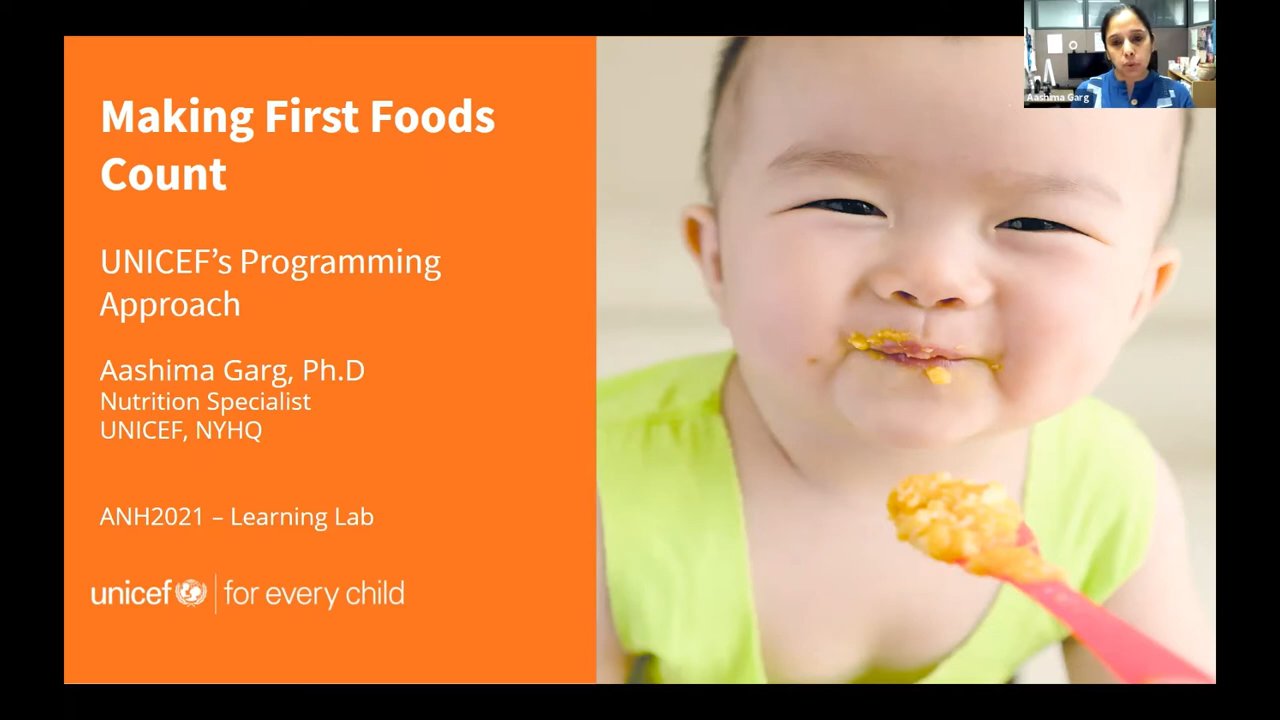 Making First Foods
Count
UNICEF’s Programming
Approach
Aashima Garg, Ph.D
Nutrition Specialist
UNICEF, NYHQ
ANH2021 – Learning Lab
unicef for every child
Aashima Garg